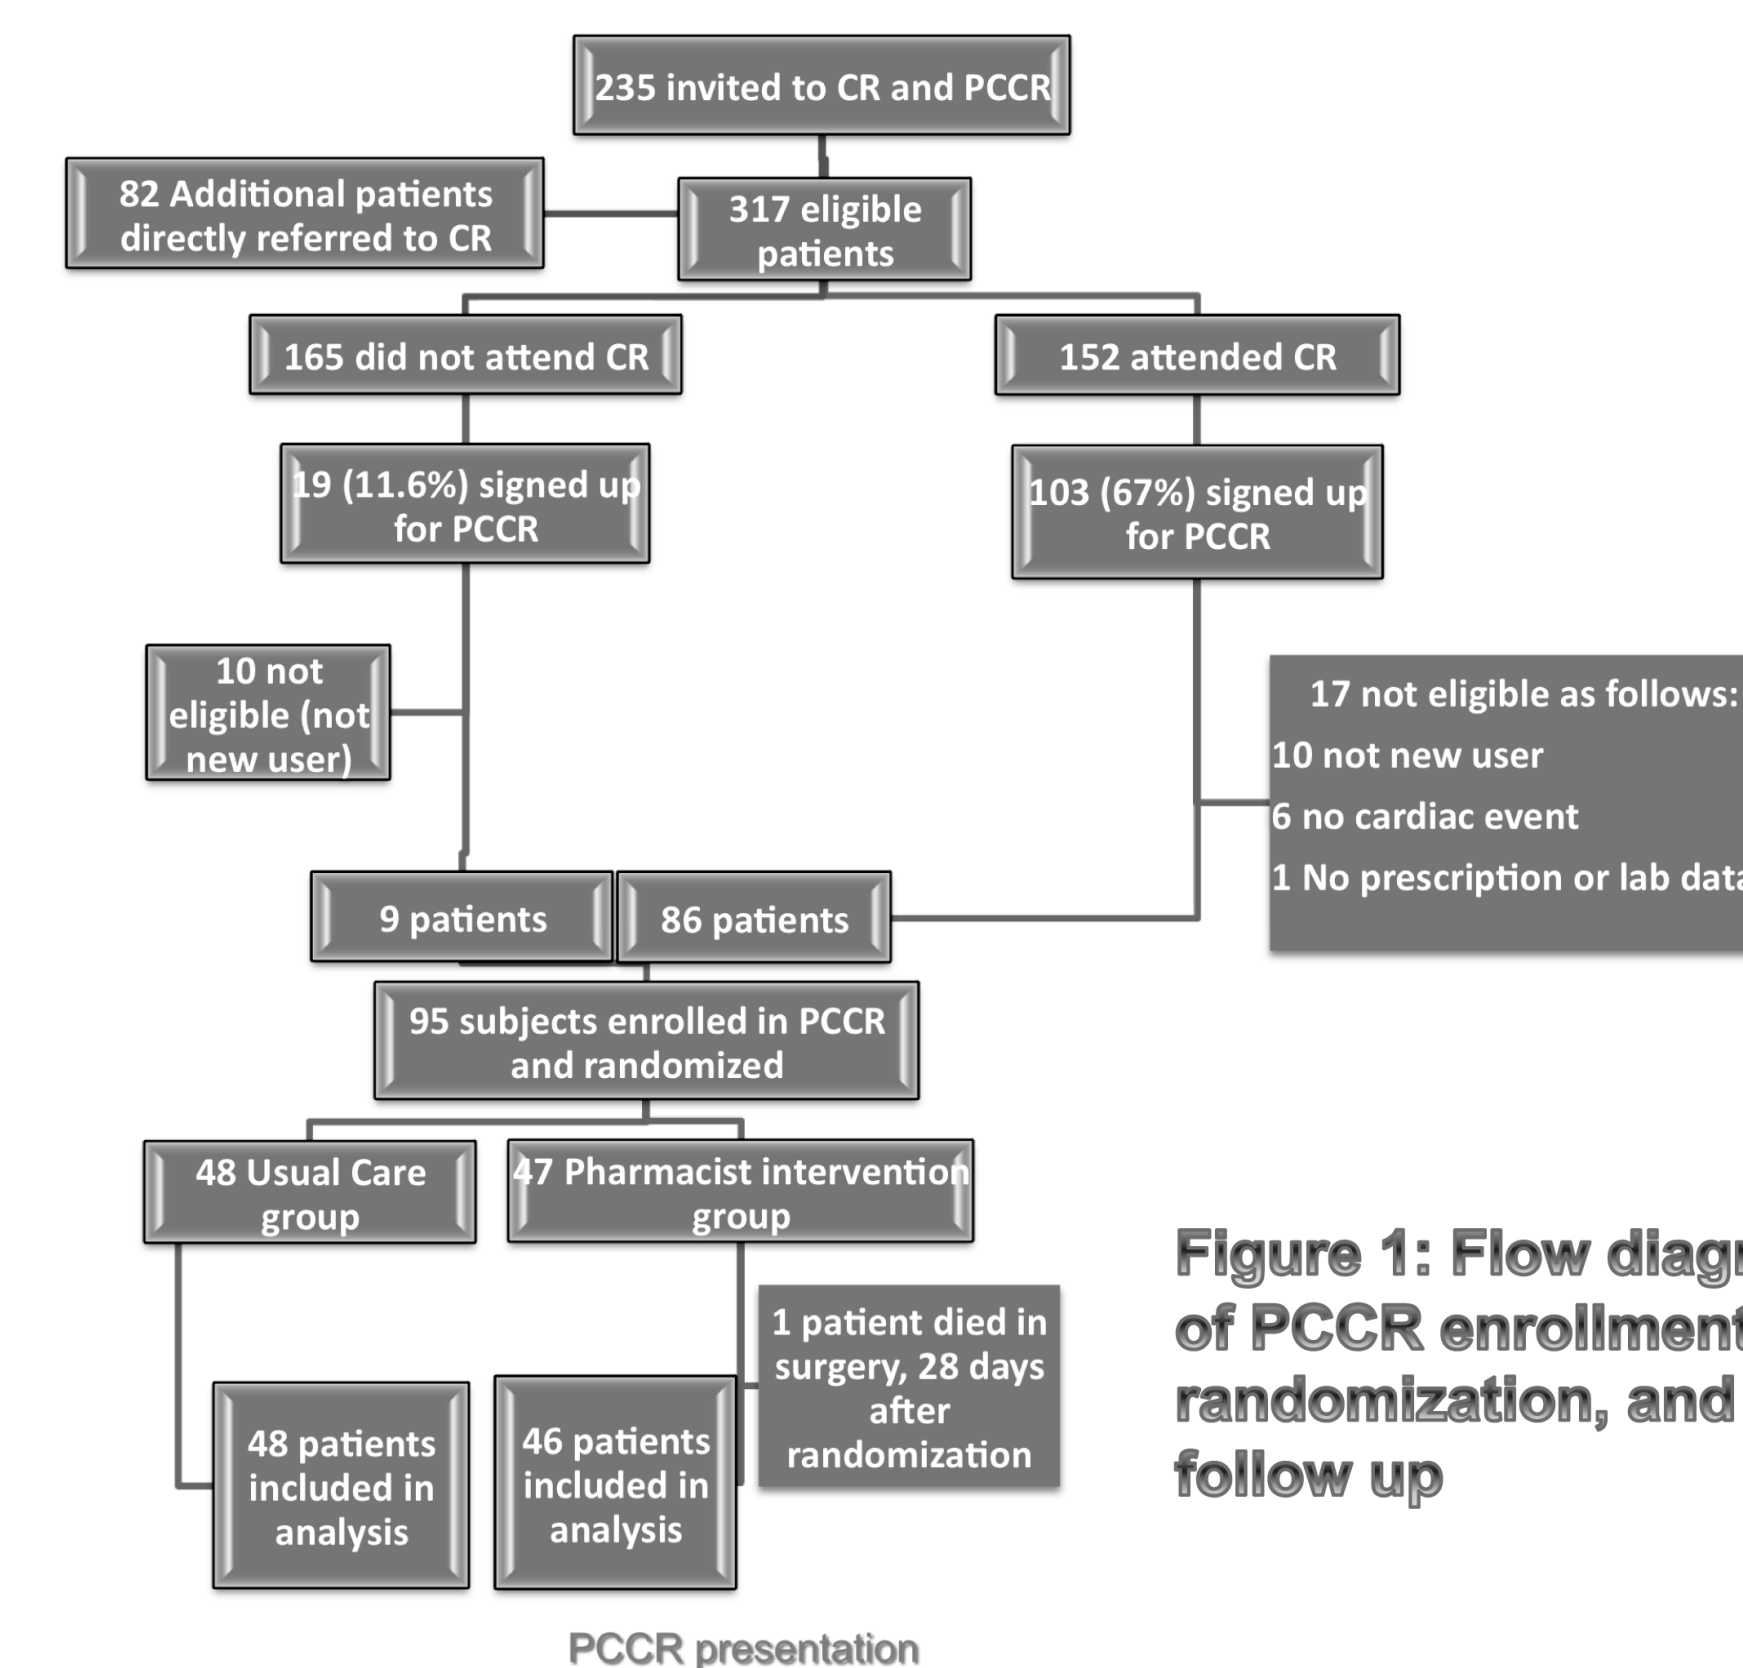 235 invited to CR and PCCR
82 Additional patients
directly referred to CR
317 eligible
patients
165 did not attend CR
152 attended CR
19 (11.6%) signed up
for PCCR
103 (67%) signed up
for PCCR
10 not
eligible (not
new user)
17 not eligible as follows:
10 not new user
6 no cardiac event
1 No prescription or lab data
9 patients
86 patients
95 subjects enrolled in PCCR
and randomized
48 Usual Care
group
47 Pharmacist intervention
group
1 patient died in
surgery, 28 days
after
randomization
48 patients
included in
analysis
46 patients
included in
analysis
Figure 1: Flow diagr
of PCCR enrollment
randomization, and
follow up
PCCR presentation